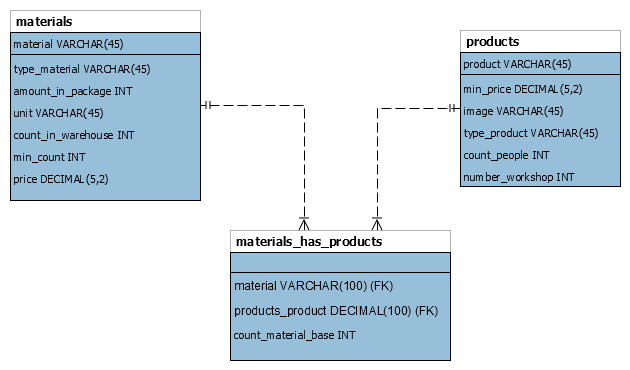 materials
material VARCHAR(45)
type_material VARCHAR(45)
amount_in_package INT
unit VARCHAR(45)
count_in_warehouse INT
min_count INT
price DECIMAL(5,2)
products
product VARCHAR(45)
min_price DECIMAL(5,2)
image VARCHAR(45)
type_product VARCHAR(45)
count_people INT
number_workshop INT
materials_has_products
material VARCHAR(100) (FK)
products_product DECIMAL(100) (FK)
count_material_base INT